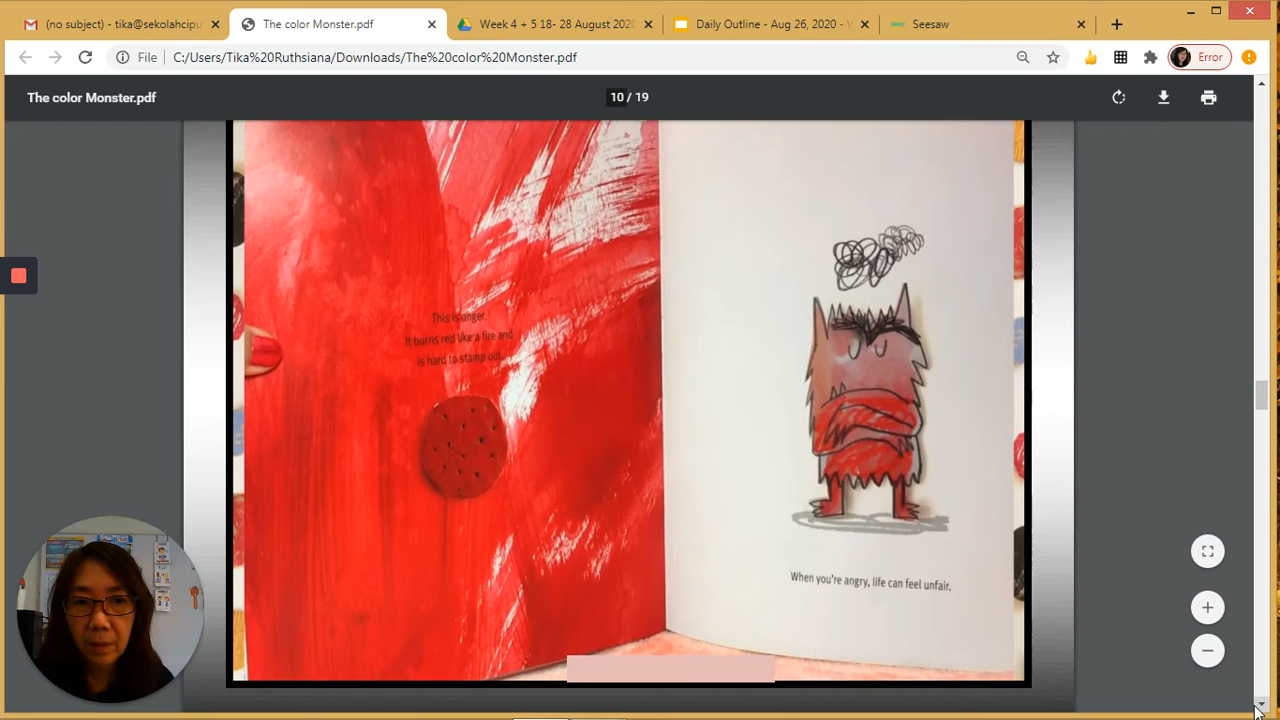 (no subject) - tika@sekolahcipu
The color Monster.pdf
Week 4 + 5 18- 28 August 2020
Daily Outline - Aug 26, 2020 -
Seesaw
File
C:/Users/Tika%20Ruthsiana/Downloads/The%20color%20Monster.pdf
Error
The color Monster.pdf
10 / 19
This is anger.
It burns red like a fire and
is hard to stamp out.
When you're angry, life can feel unfair.